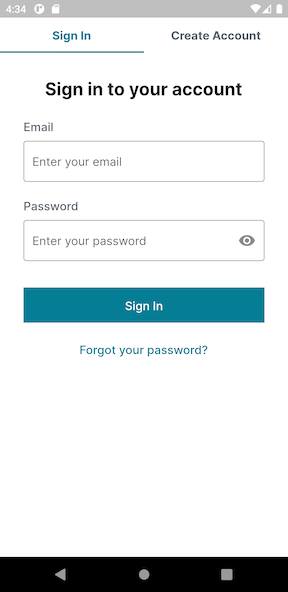 4:34
Sign In
Create Account
Sign in to your account
Email
Enter your email
Password
Enter your password
Sign In
Forgot your password?